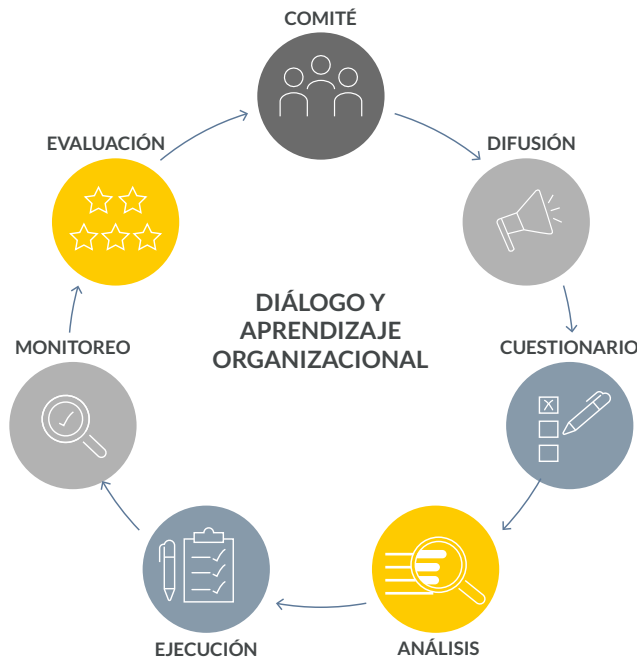 COMITÉ
DIFUSIÓN
CUESTIONARIO
ANÁLISIS
EJECUCIÓN
MONITOREO
EVALUACIÓN
DIÁLOGO Y
APRENDIZAJE
ORGANIZACIONAL